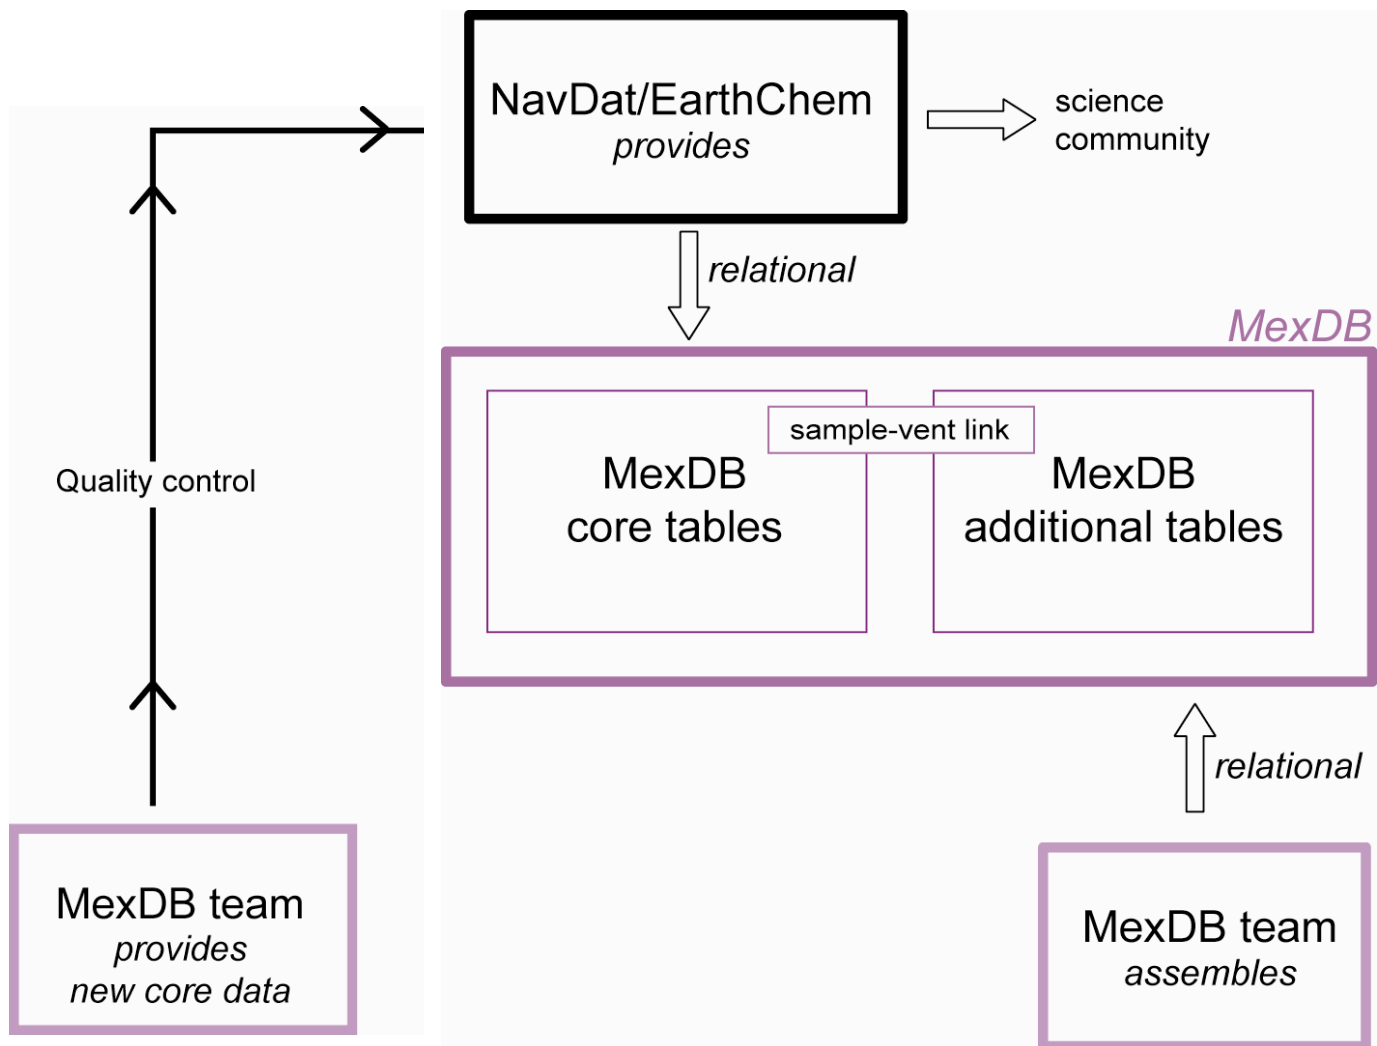 NavDat/EarthChem
provides
science
community
relational
MexDB
sample-vent link
MexDB
core tables
MexDB
additional tables
Quality control
relational
MexDB team
provides
new core data
MexDB team
assembles